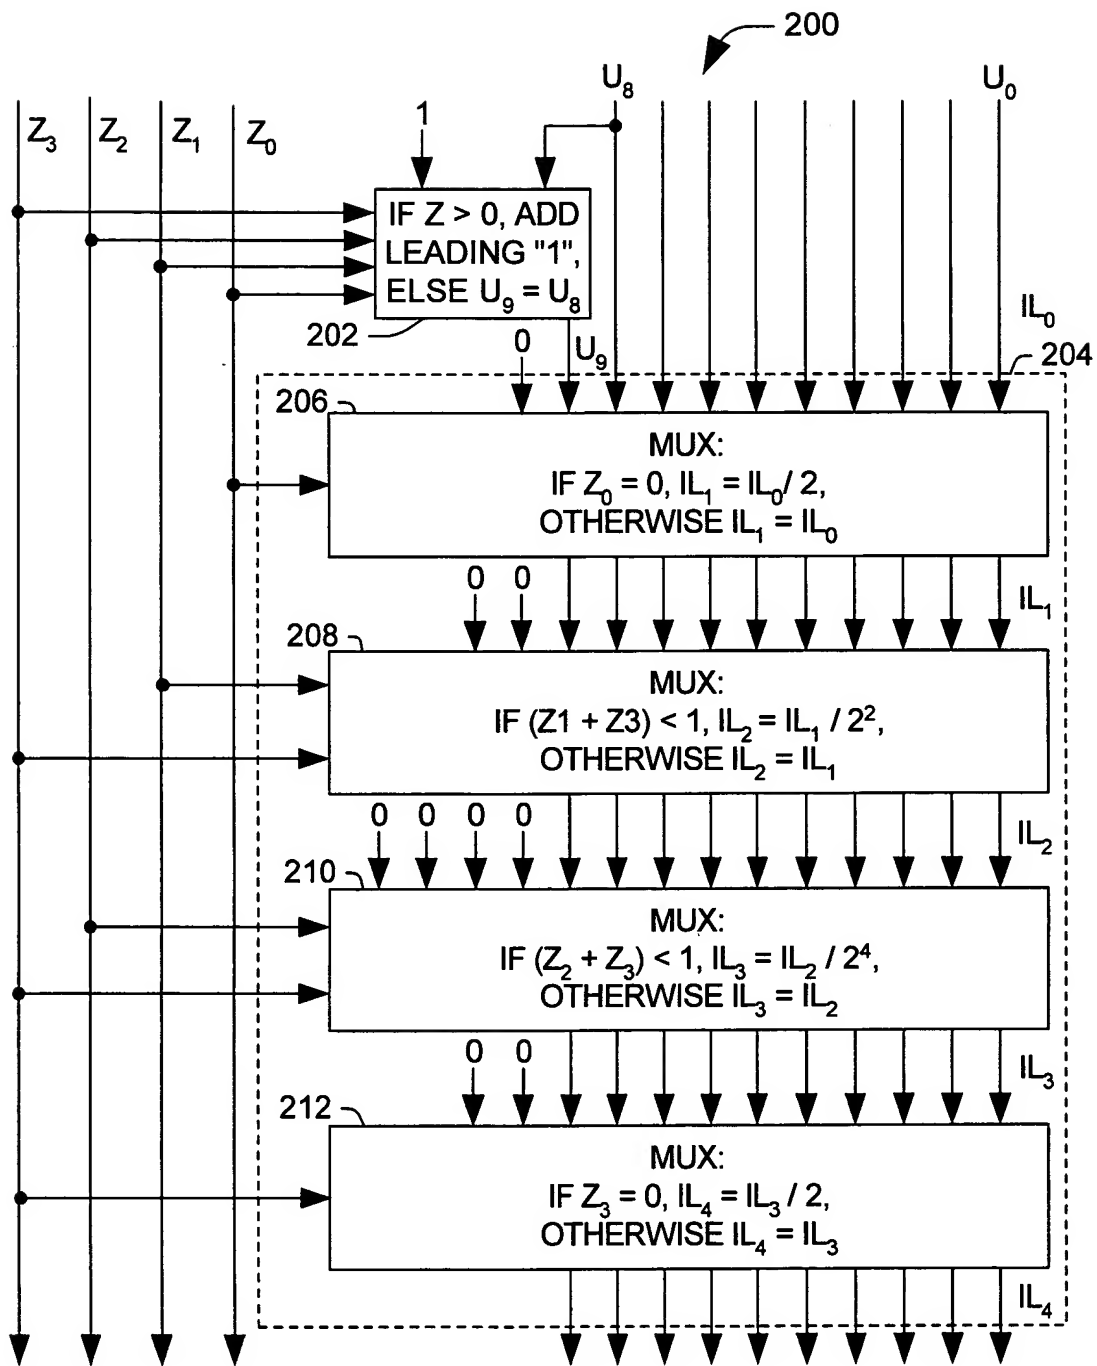 200
U₈
U₀
Z₃
Z₂
Z₁
Z₀
1
IF Z > 0, ADD
LEADING "1",
ELSE U₉ = U₈
202
0
U₉
IL₀
204
206
MUX:
IF Z₀ = 0, IL₁ = IL₀ / 2,
OTHERWISE IL₁ = IL₀
0 0
IL₁
208
MUX:
IF (Z1 + Z3) < 1, IL₂ = IL₁ / 2²,
OTHERWISE IL₂ = IL₁
0 0 0 0
IL₂
210
MUX:
IF (Z₂ + Z₃) < 1, IL₃ = IL₂ / 2⁴,
OTHERWISE IL₃ = IL₂
0 0
IL₃
212
MUX:
IF Z₃ = 0, IL₄ = IL₃ / 2,
OTHERWISE IL₄ = IL₃
IL₄